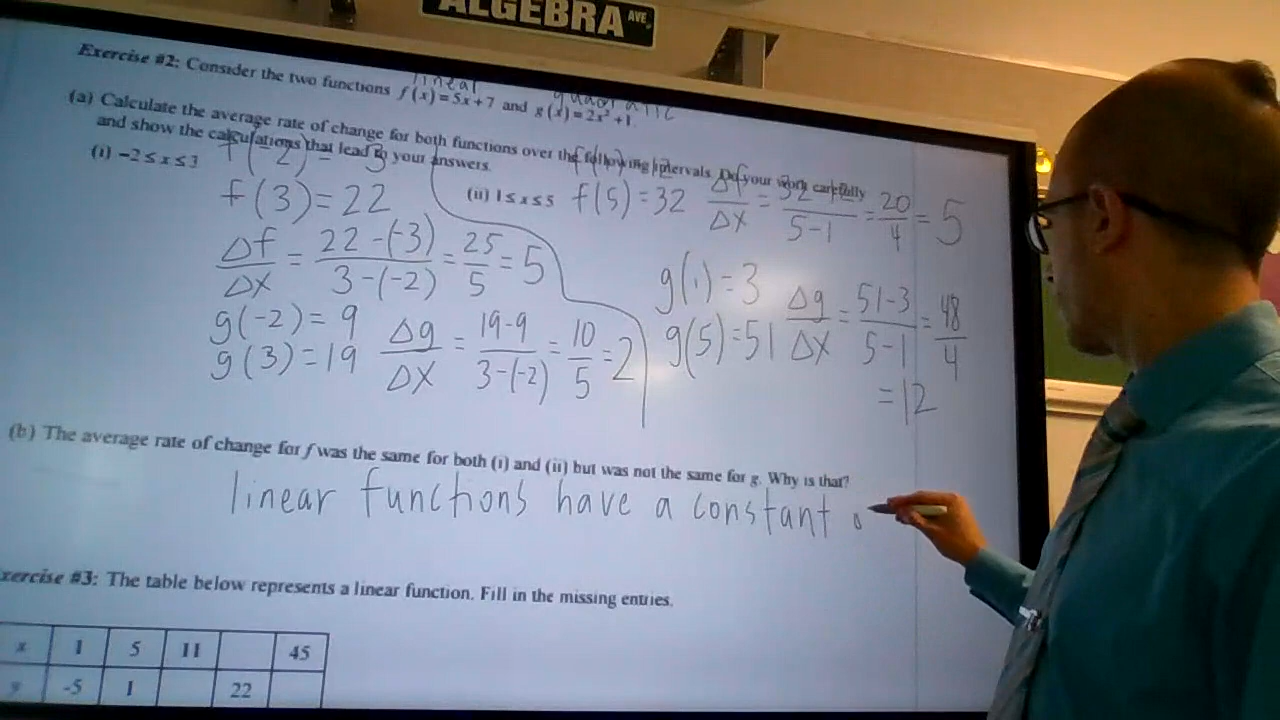 ALGEBRA AVE.
Exercise #2: Consider the two functions f(x)=5x+7 and g(x)=2x²+1.
linear quadratic
(a) Calculate the average rate of change for both functions over the following intervals. Do your work carefully
and show the calculations that lead to your answers.
(i) -2≤x≤3
(ii) 1≤x≤5
f(-2)=-3
f(3)=22
Δf/ΔX = 22-(-3)/3-(-2) = 25/5 = 5
g(-2)=9
g(3)=19
Δg/ΔX = 19-9/3-(-2) = 10/5 = 2
f(5)=32
Δf/ΔX = /5-1 = 20/4 = 5
g(1)=3
g(5)=51
Δg/ΔX = 51-3/5-1 = 48/4
=12
(b) The average rate of change for f was the same for both (i) and (ii) but was not the same for g. Why is that?
linear functions have a constant
xercise #3: The table below represents a linear function. Fill in the missing entries.
x 1 5 11 45
y -5 1 22